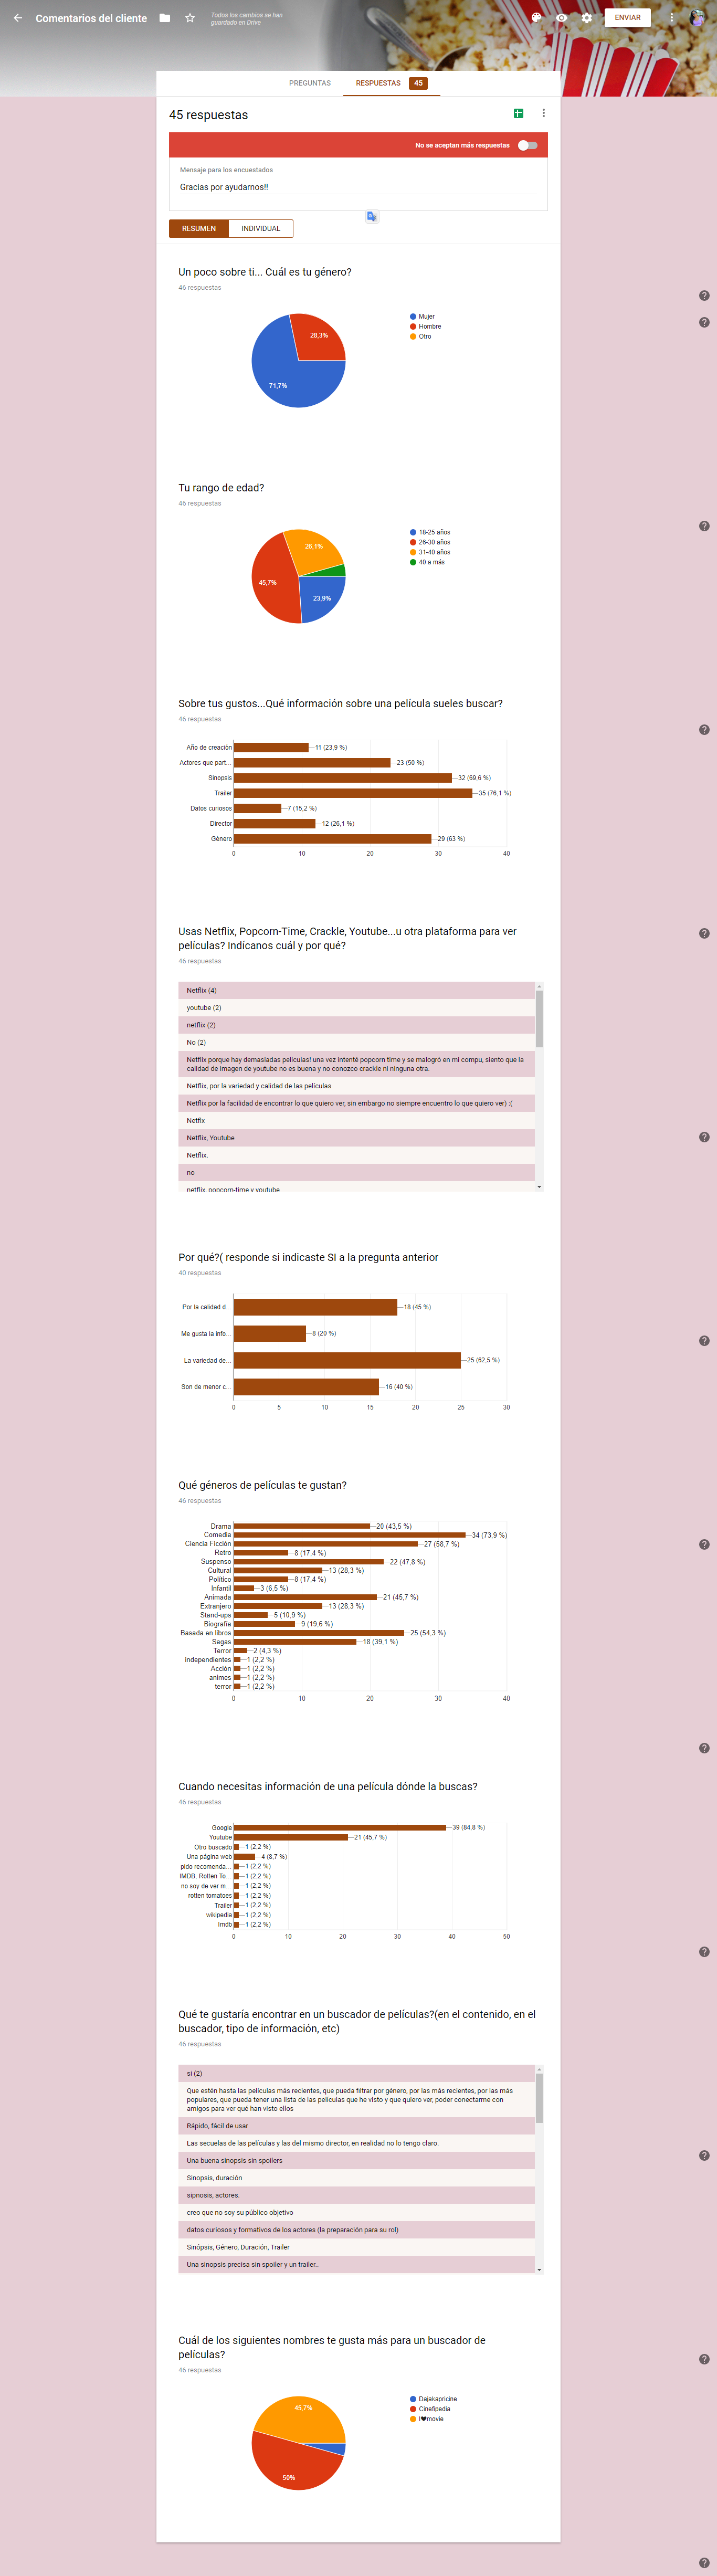 Comentarios del cliente
Todos los cambios se han
guardado en Drive
ENVIAR
PREGUNTAS
RESPUESTAS 45
45 respuestas
No se aceptan más respuestas
Mensaje para los encuestados
Gracias por ayudarnos!!
RESUMEN
INDIVIDUAL
Un poco sobre ti... Cuál es tu género?
46 respuestas
28,3%
71,7%
Mujer
Hombre
Otro
Tu rango de edad?
46 respuestas
26,1%
45,7%
23,9%
18-25 años
26-30 años
31-40 años
40 a más
Sobre tus gustos...Qué información sobre una película sueles buscar?
46 respuestas
Año de creación 11 (23,9 %)
Actores que part... 23 (50 %)
Sinopsis 32 (69,6 %)
Trailer 35 (76,1 %)
Datos curiosos 7 (15,2 %)
Director 12 (26,1 %)
Género 29 (63 %)
0 10 20 30 40
Usas Netflix, Popcorn-Time, Crackle, Youtube...u otra plataforma para ver
películas? Indícanos cuál y por qué?
46 respuestas
Netflix (4)
youtube (2)
netflix (2)
No (2)
Netflix porque hay demasiadas películas! una vez intenté popcorn time y se malogró en mi compu, siento que la
calidad de imagen de youtube no es buena y no conozco crackle ni ninguna otra.
Netflix, por la variedad y calidad de las películas
Netflix por la facilidad de encontrar lo que quiero ver, sin embargo no siempre encuentro lo que quiero ver) :(
Netflx
Netflix, Youtube
Netflix.
no
netflix, popcorn-time y youtube
Por qué?( responde si indicaste SI a la pregunta anterior
40 respuestas
Por la calidad d... 18 (45 %)
Me gusta la info... 8 (20 %)
La variedad de... 25 (62,5 %)
Son de menor c... 16 (40 %)
0 5 10 15 20 25 30
Qué géneros de películas te gustan?
46 respuestas
Drama 20 (43,5 %)
Comedia 34 (73,9 %)
Ciencia Ficción 27 (58,7 %)
Retro 8 (17,4 %)
Suspenso 22 (47,8 %)
Cultural 13 (28,3 %)
Político 8 (17,4 %)
Infantil 3 (6,5 %)
Animada 21 (45,7 %)
Extranjero 13 (28,3 %)
Stand-ups 5 (10,9 %)
Biografía 9 (19,6 %)
Basada en libros 25 (54,3 %)
Sagas 18 (39,1 %)
Terror 2 (4,3 %)
independientes 1 (2,2 %)
Acción 1 (2,2 %)
animes 1 (2,2 %)
terror 1 (2,2 %)
0 10 20 30 40
Cuando necesitas información de una película dónde la buscas?
46 respuestas
Google 39 (84,8 %)
Youtube 21 (45,7 %)
Otro buscado 1 (2,2 %)
Una página web 4 (8,7 %)
pido recomenda... 1 (2,2 %)
IMDB, Rotten To... 1 (2,2 %)
no soy de ver m... 1 (2,2 %)
rotten tomatoes 1 (2,2 %)
Trailer 1 (2,2 %)
wikipedia 1 (2,2 %)
Imdb 1 (2,2 %)
0 10 20 30 40 50
Qué te gustaría encontrar en un buscador de películas?(en el contenido, en el
buscador, tipo de información, etc)
46 respuestas
si (2)
Que estén hasta las películas más recientes, que pueda filtrar por género, por las más recientes, por las más
populares, que pueda tener una lista de las películas que he visto y que quiero ver, poder conectarme con
amigos para ver qué han visto ellos
Rápido, fácil de usar
Las secuelas de las películas y las del mismo director, en realidad no lo tengo claro.
Una buena sinopsis sin spoilers
Sinopsis, duración
sipnosis, actores.
creo que no soy su público objetivo
datos curiosos y formativos de los actores (la preparación para su rol)
Sinópsis, Género, Duración, Trailer
Una sinopsis precisa sin spoiler y un trailer..
Cuál de los siguientes nombres te gusta más para un buscador de
películas?
46 respuestas
45,7%
50%
Dajakapricine
Cinefipedia
I♥movie